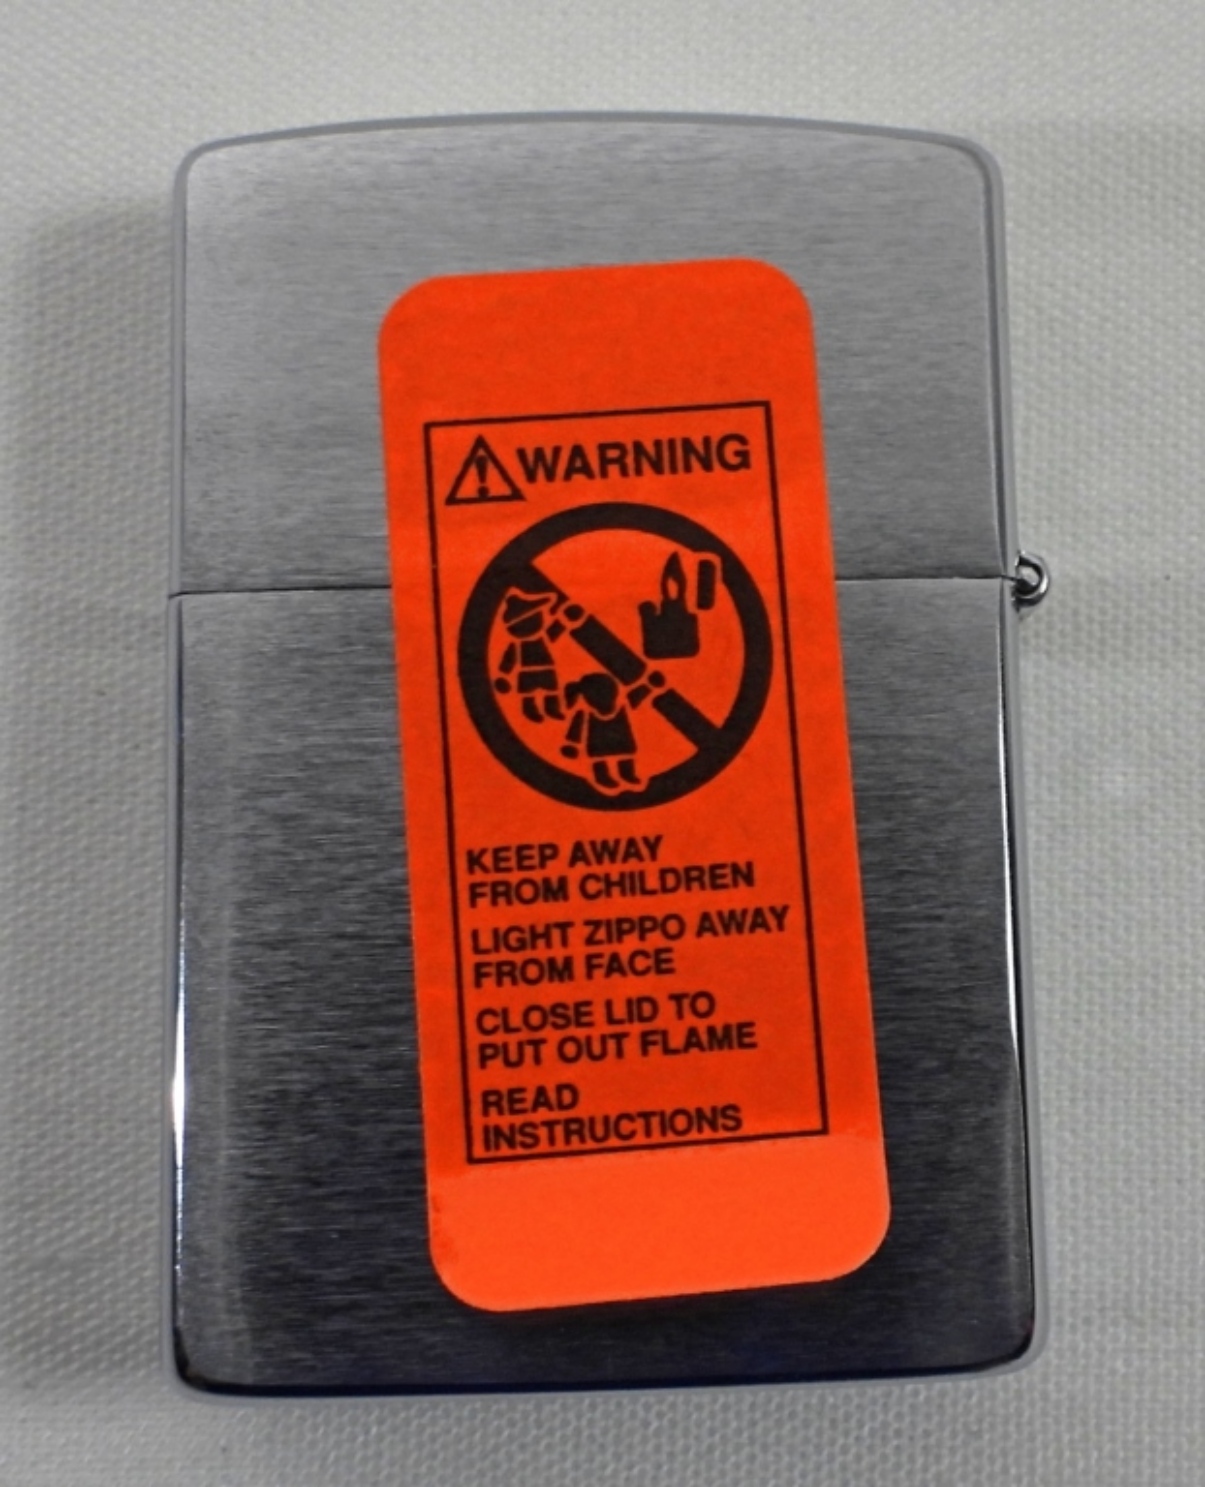 WARNING
KEEP AWAY
FROM CHILDREN
LIGHT ZIPPO AWAY
FROM FACE
CLOSE LID TO
PUT OUT FLAME
READ
INSTRUCTIONS